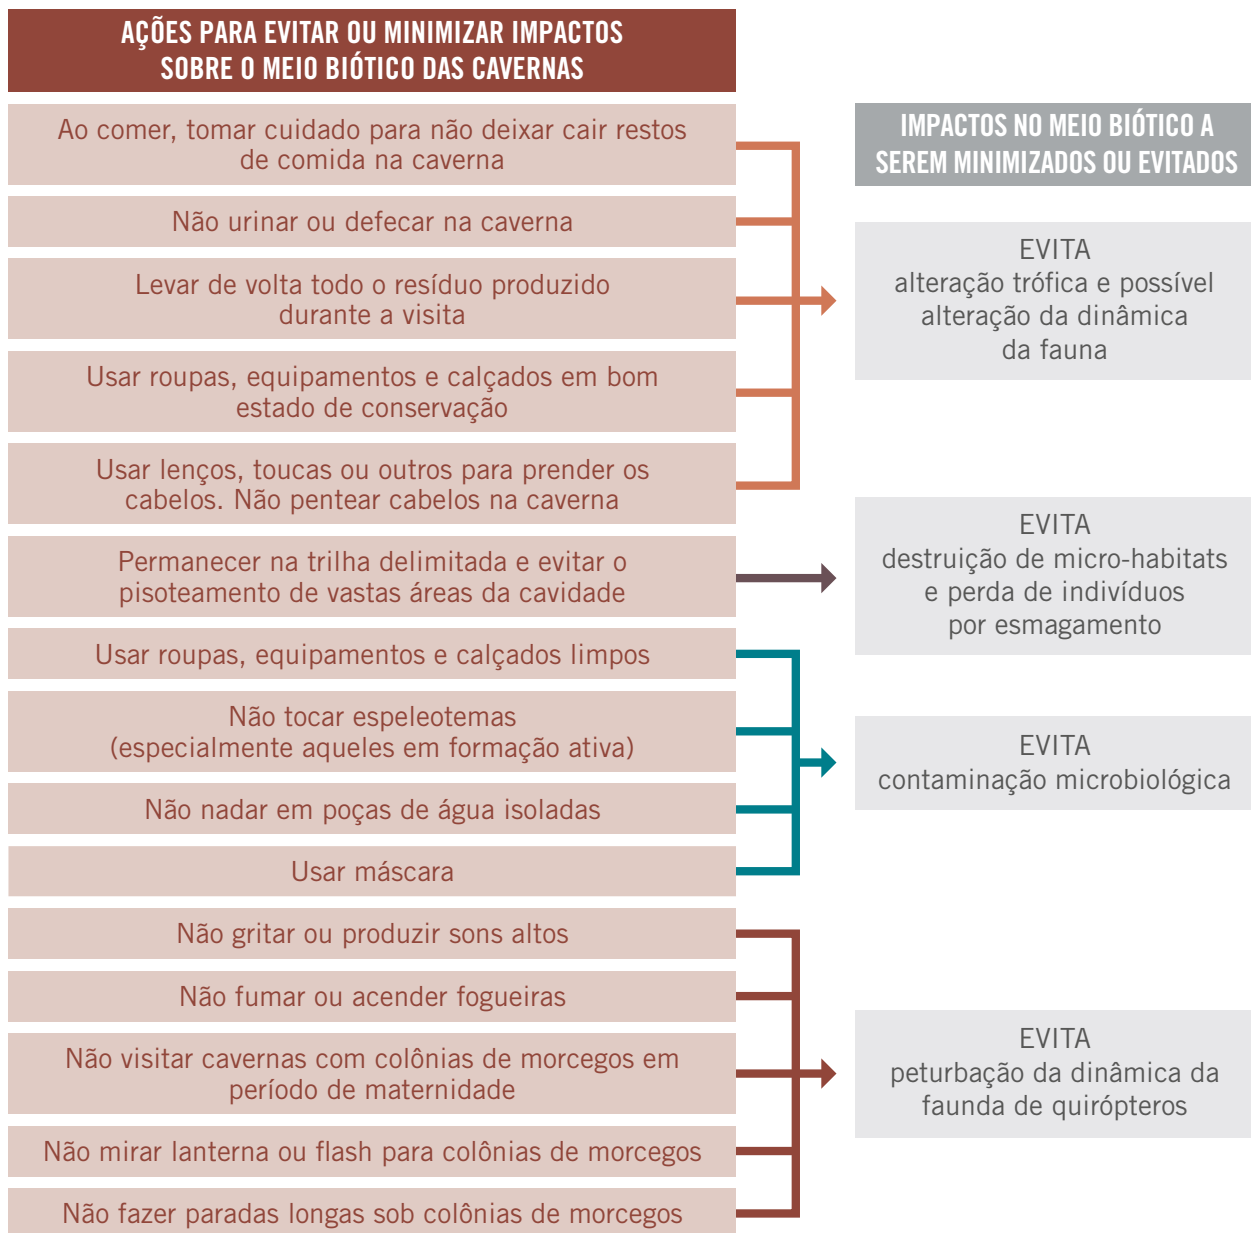 AÇÕES PARA EVITAR OU MINIMIZAR IMPACTOS
SOBRE O MEIO BIÓTICO DAS CAVERNAS
Ao comer, tomar cuidado para não deixar cair restos
de comida na caverna
Não urinar ou defecar na caverna
Levar de volta todo o resíduo produzido
durante a visita
Usar roupas, equipamentos e calçados em bom
estado de conservação
Usar lenços, toucas ou outros para prender os
cabelos. Não pentear cabelos na caverna
Permanecer na trilha delimitada e evitar o
pisoteamento de vastas áreas da cavidade
Usar roupas, equipamentos e calçados limpos
Não tocar espeleotemas
(especialmente aqueles em formação ativa)
Não nadar em poças de água isoladas
Usar máscara
Não gritar ou produzir sons altos
Não fumar ou acender fogueiras
Não visitar cavernas com colônias de morcegos em
período de maternidade
Não mirar lanterna ou flash para colônias de morcegos
Não fazer paradas longas sob colônias de morcegos
IMPACTOS NO MEIO BIÓTICO A
SEREM MINIMIZADOS OU EVITADOS
EVITA
alteração trófica e possível
alteração da dinâmica
da fauna
EVITA
destruição de micro-habitats
e perda de indivíduos
por esmagamento
EVITA
contaminação microbiológica
EVITA
peturbação da dinâmica da
faunda de quirópteros